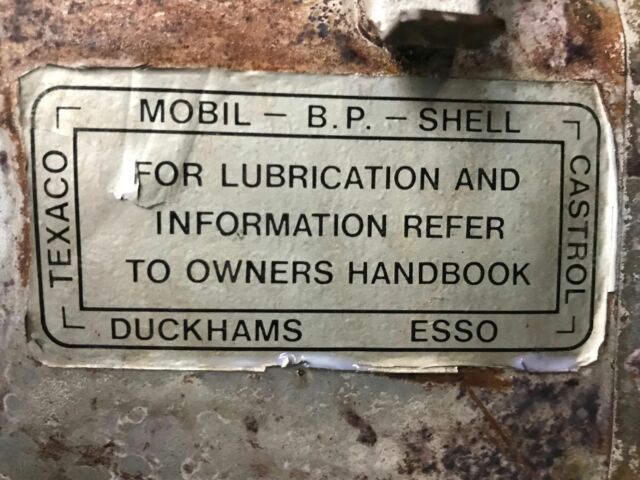 MOBIL — B.P. — SHELL
TEXACO
FOR LUBRICATION AND
INFORMATION REFER
TO OWNERS HANDBOOK
CASTROL
DUCKHAMS ESSO